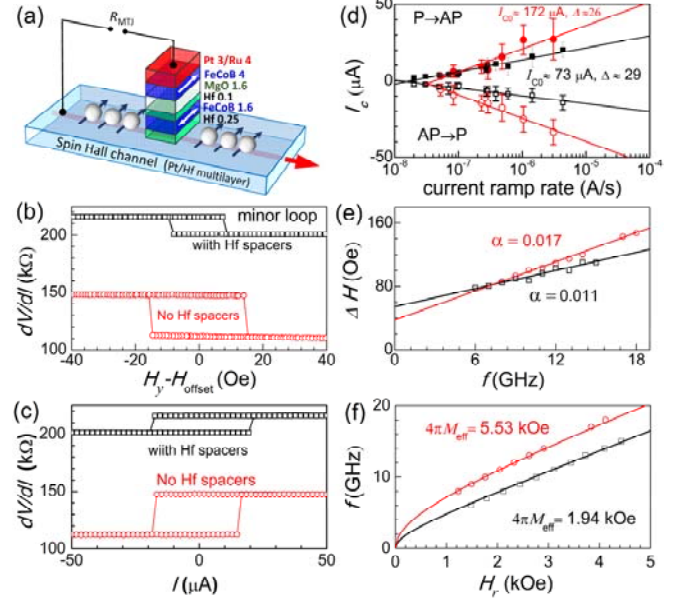 (a)
R_MTJ
Pt 3/Ru 4
FeCoB 4
MgO 1.6
Hf 0.1
FeCoB 1.6
Hf 0.25
Spin Hall channel (Pt/Hf multilayer)
(b)
dV/dI (kΩ)
200
150
100
minor loop
wiith Hf spacers
No Hf spacers
-40 -20 0 20 40
H_y-H_offset (Oe)
(c)
dV/dI (kΩ)
200
150
100
wiith Hf spacers
No Hf spacers
-50 0 50
I (μA)
(d)
I_c (μA)
50
0
-50
P→AP
I_C0≈ 172 μA, Δ≈26
I_C0≈ 73 μA, Δ≈ 29
AP→P
10⁻⁸ 10⁻⁷ 10⁻⁶ 10⁻⁵ 10⁻⁴
current ramp rate (A/s)
(e)
Δ H (Oe)
160
80
0
α = 0.017
α = 0.011
0 6 12 18
f (GHz)
(f)
f (GHz)
20
10
0
4πM_eff = 5.53 kOe
4πM_eff = 1.94 kOe
0 1 2 3 4 5
H_r (kOe)